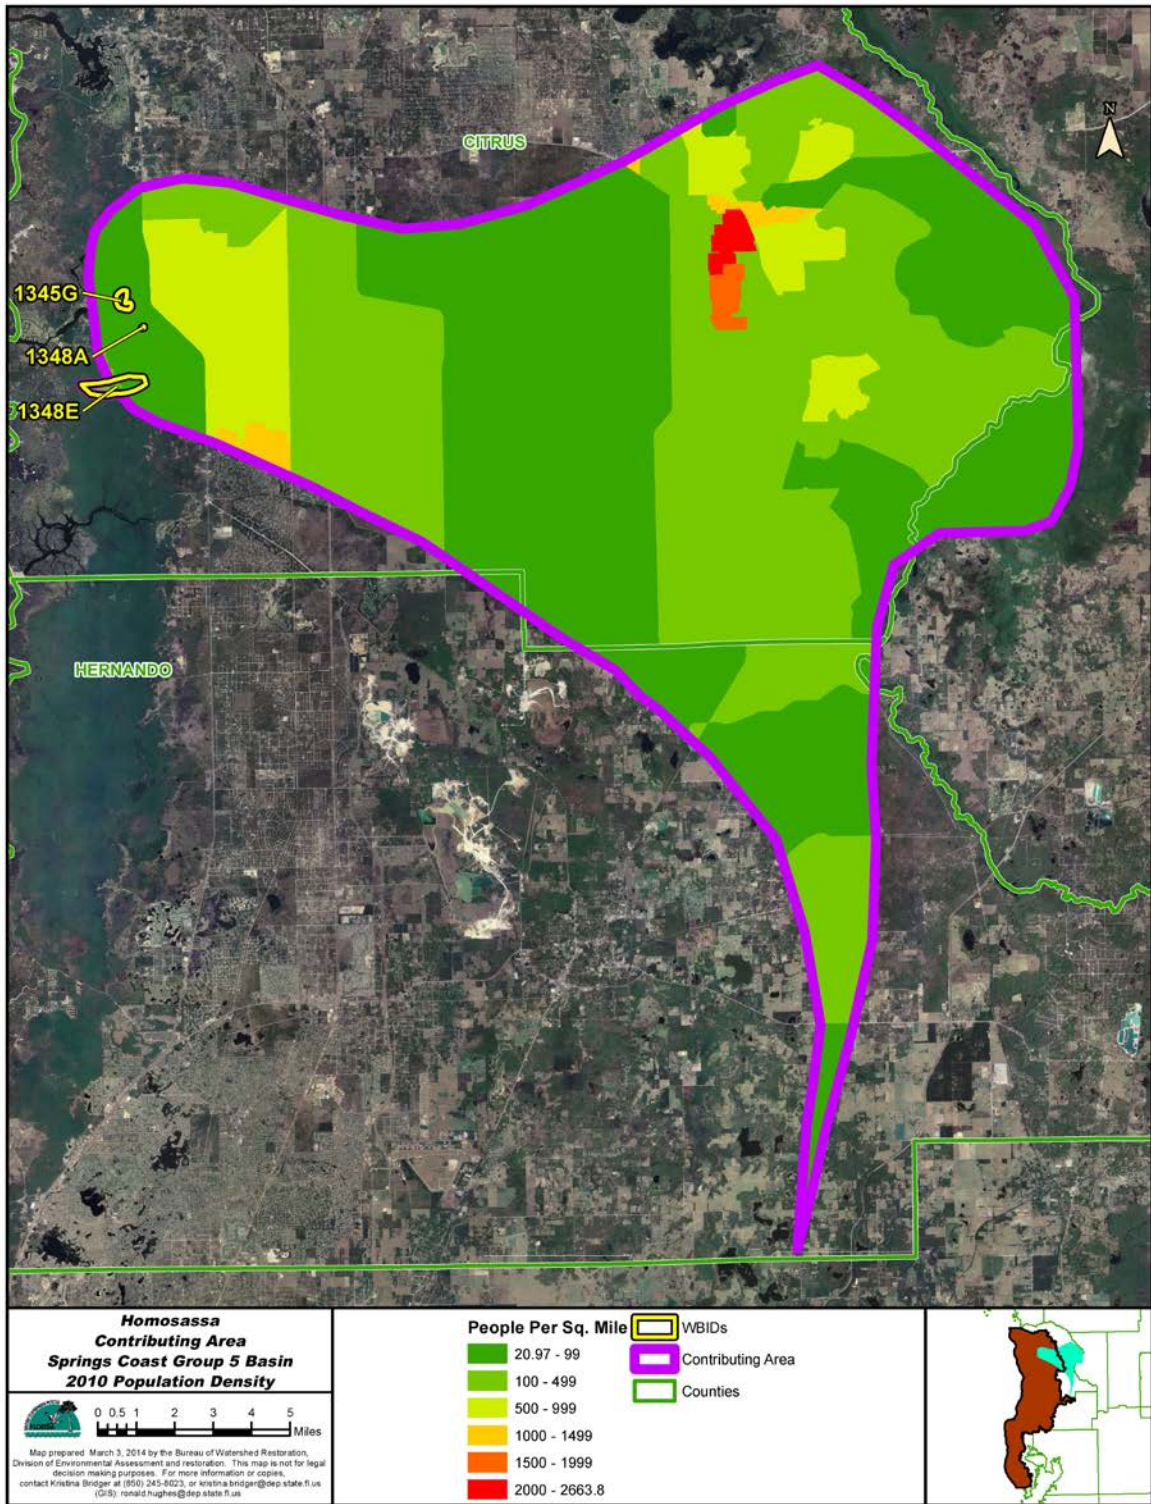 N
CITRUS
1345G
1348A
1348E
HERNANDO
Homosassa
Contributing Area
Springs Coast Group 5 Basin
2010 Population Density
FLORIDA
0 0.5 1 2 3 4 5
Miles
Map prepared March 3, 2014 by the Bureau of Watershed Restoration,
Division of Environmental Assessment and restoration. This map is not for legal
decision making purposes. For more information or copies,
contact Kristina Bridger at (850) 245-8023, or kristina.bridger@dep.state.fl.us
(GIS): ronald.hughes@dep.state.fl.us
People Per Sq. Mile
20.97 - 99
100 - 499
500 - 999
1000 - 1499
1500 - 1999
2000 - 2663.8
WBIDs
Contributing Area
Counties